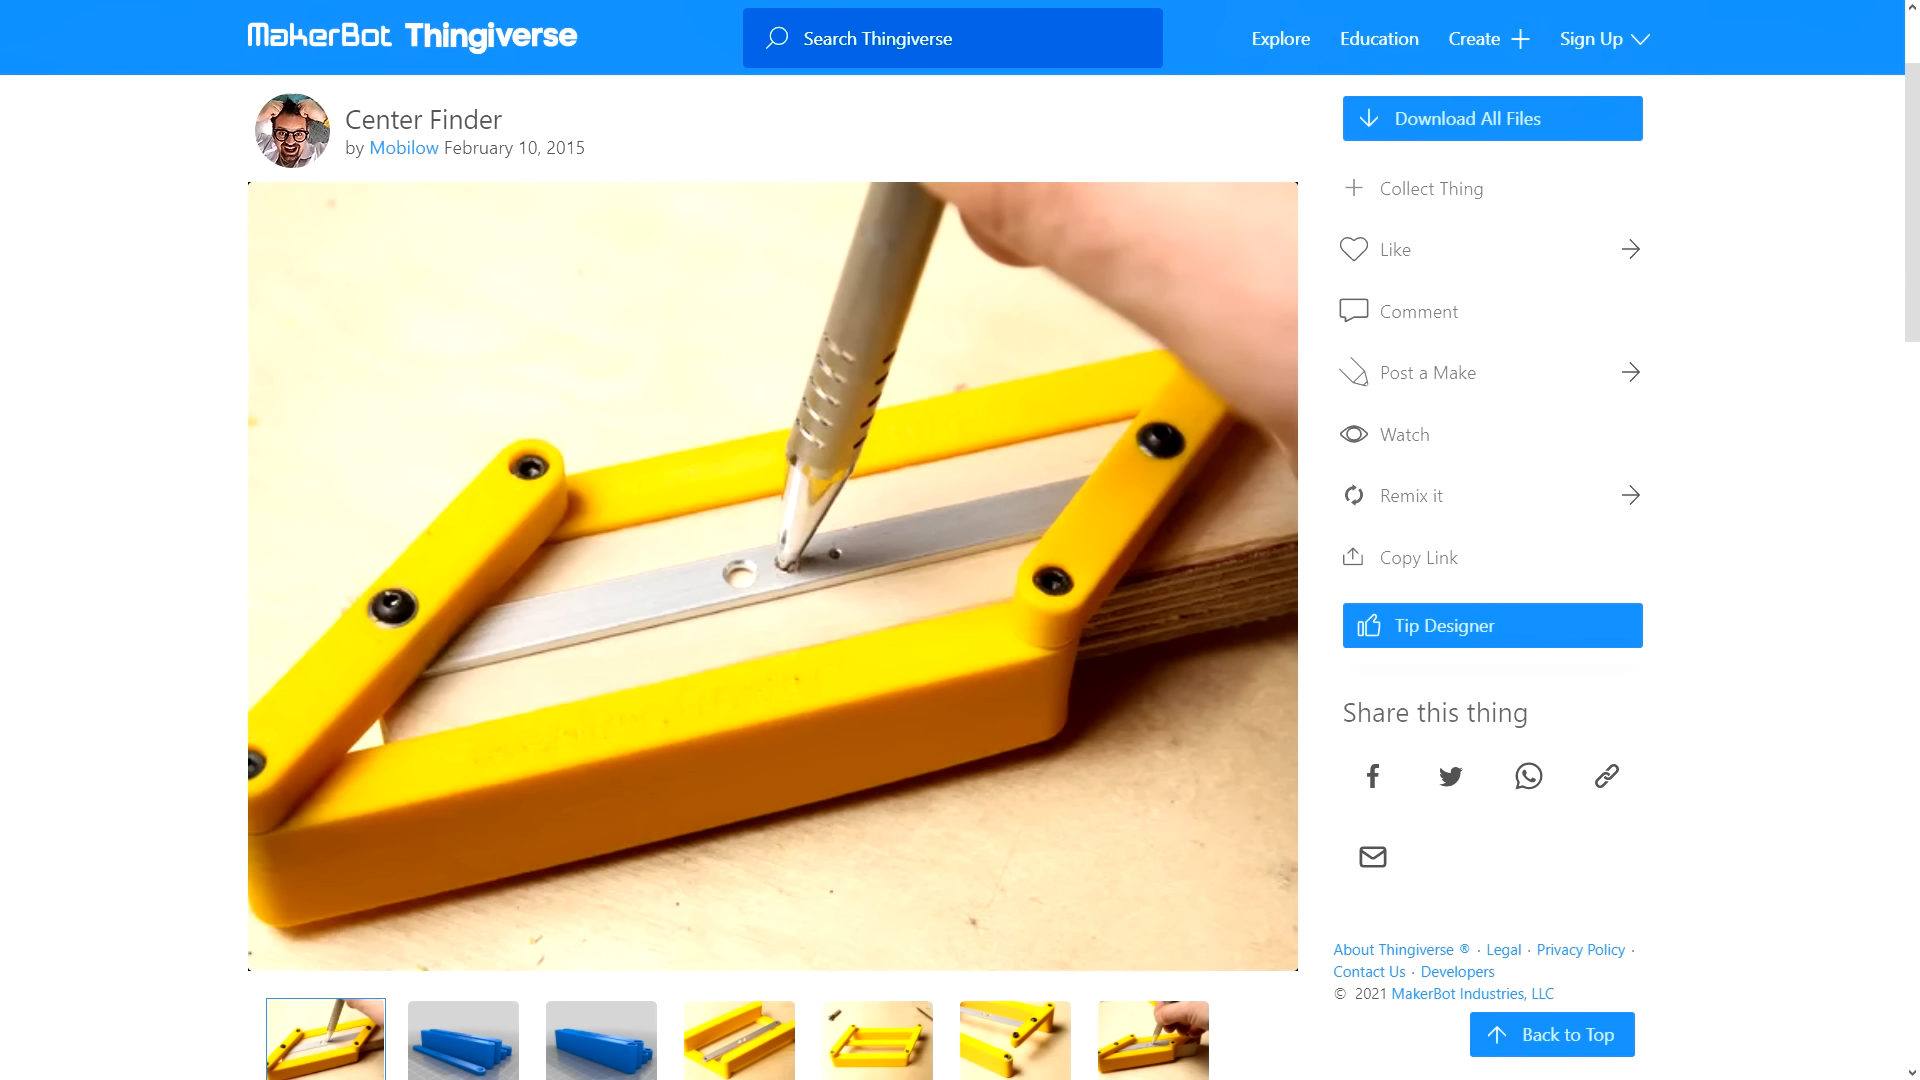 MakerBot Thingiverse
Search Thingiverse
Explore
Education
Create
Sign Up
Center Finder
by Mobilow February 10, 2015
Download All Files
Collect Thing
Like
Comment
Post a Make
Watch
Remix it
Copy Link
Tip Designer
Share this thing
About Thingiverse ® · Legal · Privacy Policy ·
Contact Us · Developers
© 2021 MakerBot Industries, LLC
Back to Top